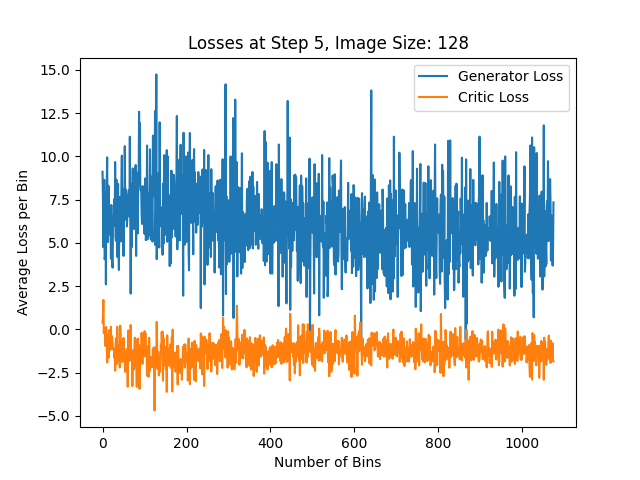 Losses at Step 5, Image Size: 128
Generator Loss
Critic Loss
Average Loss per Bin
15.0
12.5
10.0
7.5
5.0
2.5
0.0
−2.5
−5.0
0 200 400 600 800 1000
Number of Bins